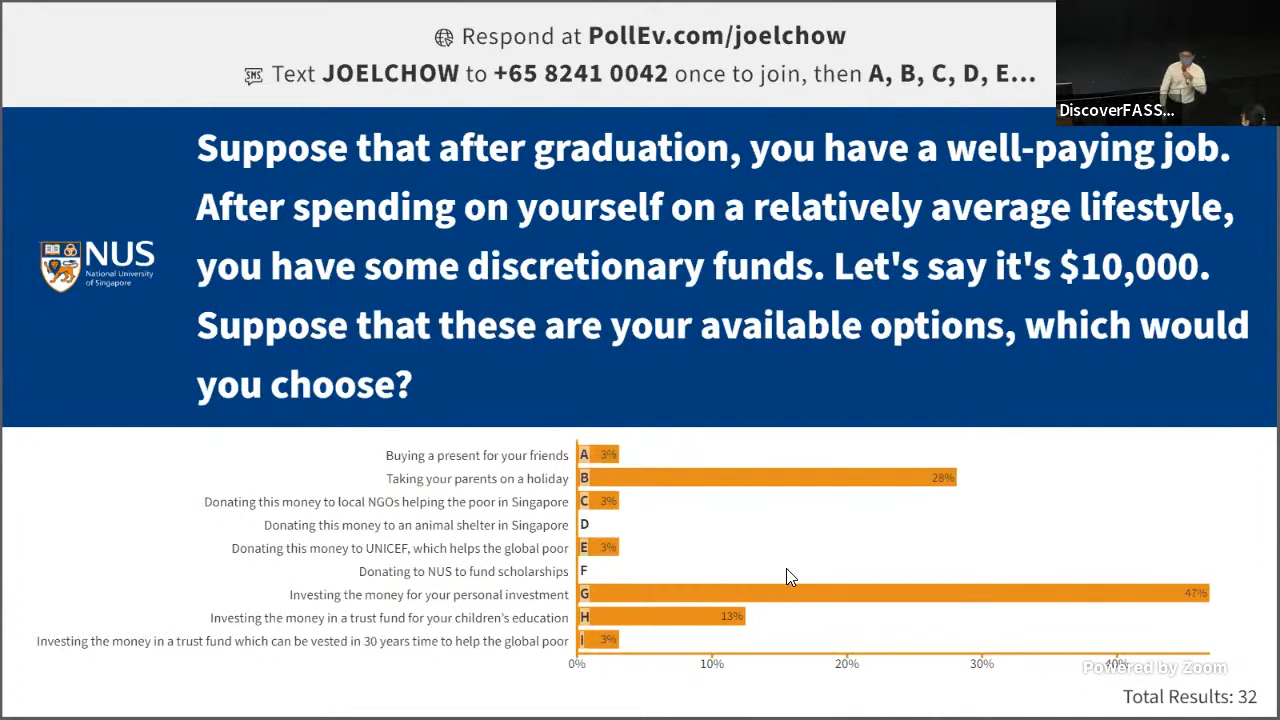 Respond at PollEv.com/joelchow
SMS Text JOELCHOW to +65 8241 0042 once to join, then A, B, C, D, E...
DiscoverFASS...
Suppose that after graduation, you have a well-paying job.
After spending on yourself on a relatively average lifestyle,
you have some discretionary funds. Let's say it's $10,000.
Suppose that these are your available options, which would
you choose?
NUS
National University
of Singapore
Buying a present for your friends A 3%
Taking your parents on a holiday B 28%
Donating this money to local NGOs helping the poor in Singapore C 3%
Donating this money to an animal shelter in Singapore D
Donating this money to UNICEF, which helps the global poor E 3%
Donating to NUS to fund scholarships F
Investing the money for your personal investment G 47%
Investing the money in a trust fund for your children's education H 13%
Investing the money in a trust fund which can be vested in 30 years time to help the global poor I 3%
0% 10% 20% 30% 40%
Powered by Zoom
Total Results: 32